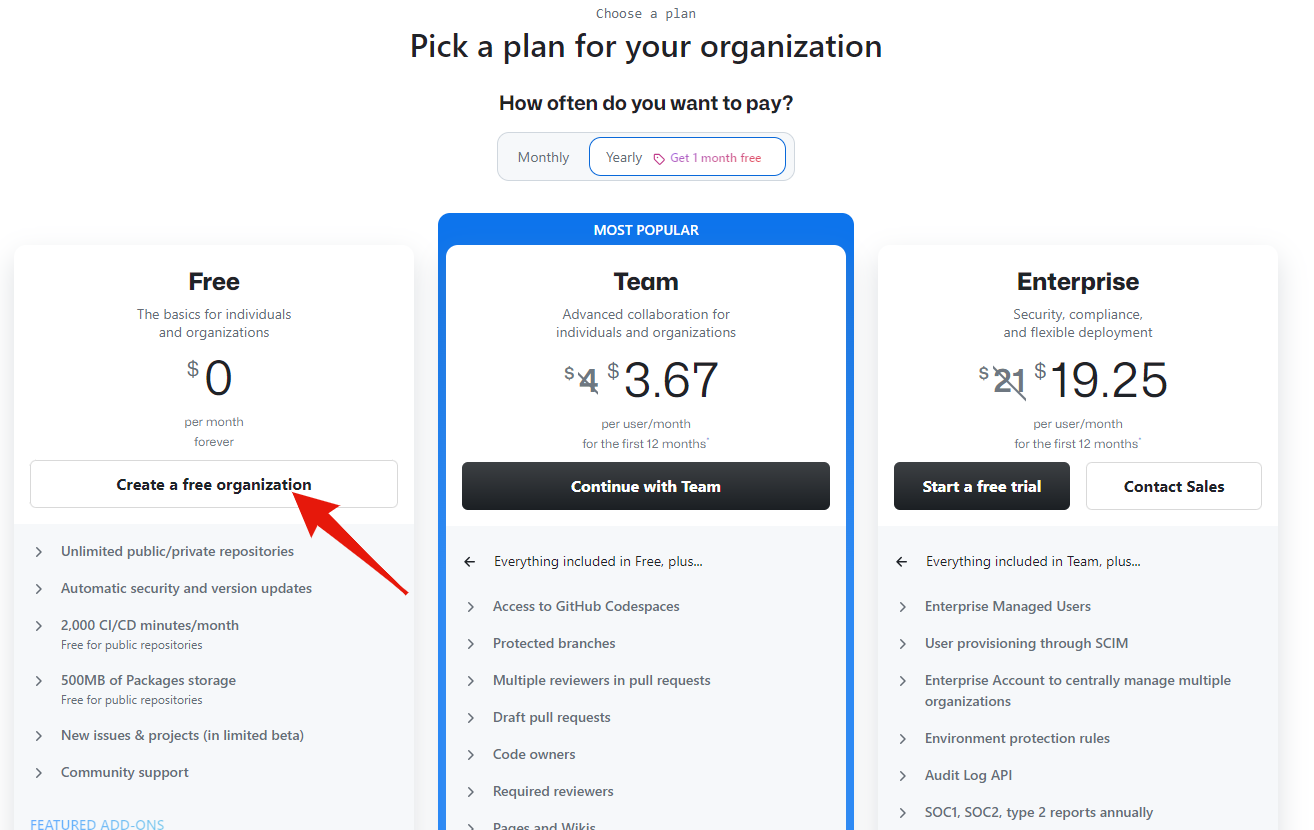 Choose a plan
Pick a plan for your organization
How often do you want to pay?
Monthly
Yearly Get 1 month free
Free
The basics for individuals
and organizations
$0
per month
forever
Create a free organization
Unlimited public/private repositories
Automatic security and version updates
2,000 CI/CD minutes/month
Free for public repositories
500MB of Packages storage
Free for public repositories
New issues & projects (in limited beta)
Community support
FEATURED ADD-ONS
MOST POPULAR
Team
Advanced collaboration for
individuals and organizations
$4 $3.67
per user/month
for the first 12 months*
Continue with Team
Everything included in Free, plus...
Access to GitHub Codespaces
Protected branches
Multiple reviewers in pull requests
Draft pull requests
Code owners
Required reviewers
Pages and Wikis
Enterprise
Security, compliance,
and flexible deployment
$21 $19.25
per user/month
for the first 12 months*
Start a free trial
Contact Sales
Everything included in Team, plus...
Enterprise Managed Users
User provisioning through SCIM
Enterprise Account to centrally manage multiple
organizations
Environment protection rules
Audit Log API
SOC1, SOC2, type 2 reports annually